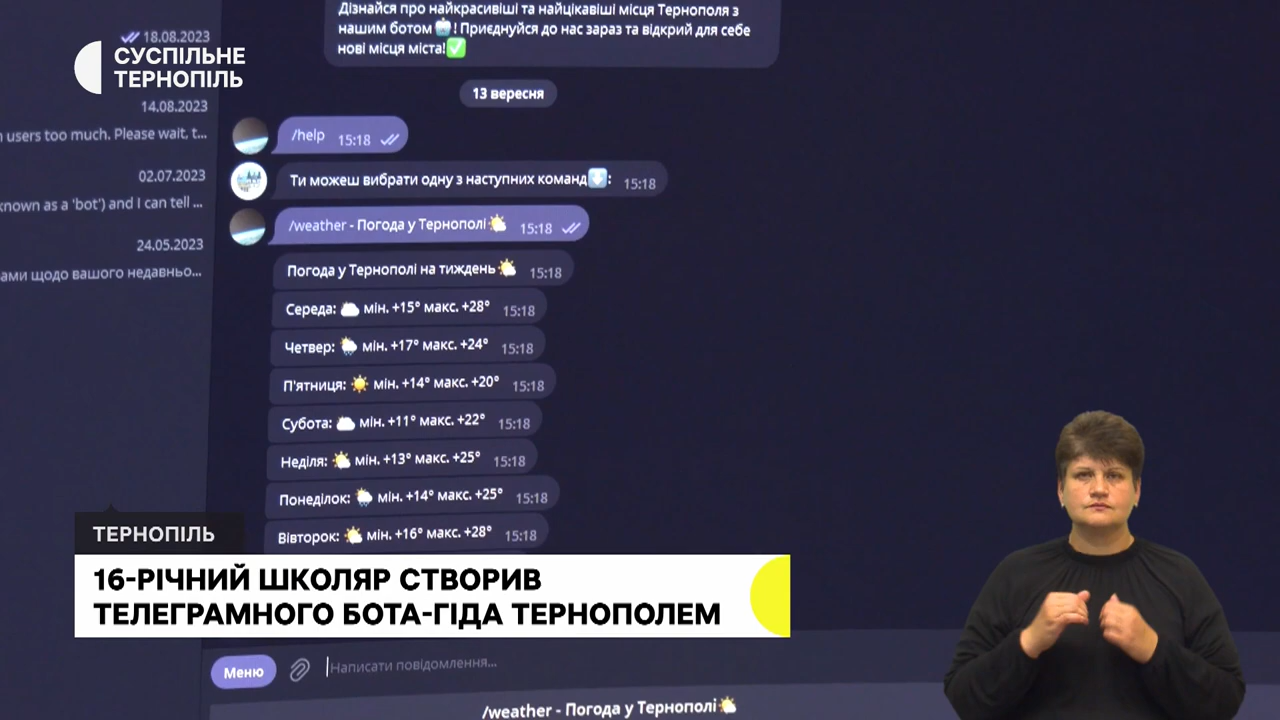 Дізнайся про найкрасивіші та найцікавіші місця Тернополя з
нашим ботом🤖! Приєднуйся до нас зараз та відкрий для себе
нові місця міста!✅
18.08.2023
СУСПІЛЬНЕ
ТЕРНОПІЛЬ
14.08.2023
users too much. Please wait, t...
02.07.2023
known as a 'bot') and I can tell ...
24.05.2023
ами щодо вашого недавньо...
13 вересня
/help 15:18
Ти можеш вибрати одну з наступних команд⬇️: 15:18
/weather - Погода у Тернополі🌤 15:18
Погода у Тернополі на тиждень🌤 15:18
Середа: ☁️ мін. +15° макс. +28° 15:18
Четвер: 🌦 мін. +17° макс. +24° 15:18
П'ятниця: ☀️ мін. +14° макс. +20° 15:18
Субота: ☁️ мін. +11° макс. +22° 15:18
Неділя: 🌤 мін. +13° макс. +25° 15:18
Понеділок: 🌦 мін. +14° макс. +25° 15:18
Вівторок: 🌤 мін. +16° макс. +28° 15:18
ТЕРНОПІЛЬ
16-РІЧНИЙ ШКОЛЯР СТВОРИВ
ТЕЛЕГРАМНОГО БОТА-ГІДА ТЕРНОПОЛЕМ
Меню
Написати повідомлення...
/weather - Погода у Тернополі🌤